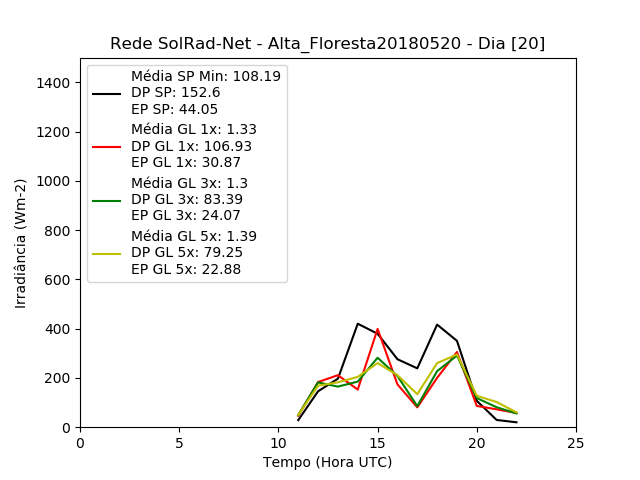 Rede SolRad-Net - Alta_Floresta20180520 - Dia [20]
Média SP Min: 108.19
DP SP: 152.6
EP SP: 44.05
Média GL 1x: 1.33
DP GL 1x: 106.93
EP GL 1x: 30.87
Média GL 3x: 1.3
DP GL 3x: 83.39
EP GL 3x: 24.07
Média GL 5x: 1.39
DP GL 5x: 79.25
EP GL 5x: 22.88
Irradiância (Wm-2)
1400
1200
1000
800
600
400
200
0
0 5 10 15 20 25
Tempo (Hora UTC)